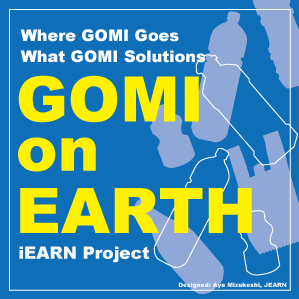 Where GOMI Goes
What GOMI Solutions
GOMI
on
EARTH
iEARN Project
Designed: Aya Mizukoshi, JEARN